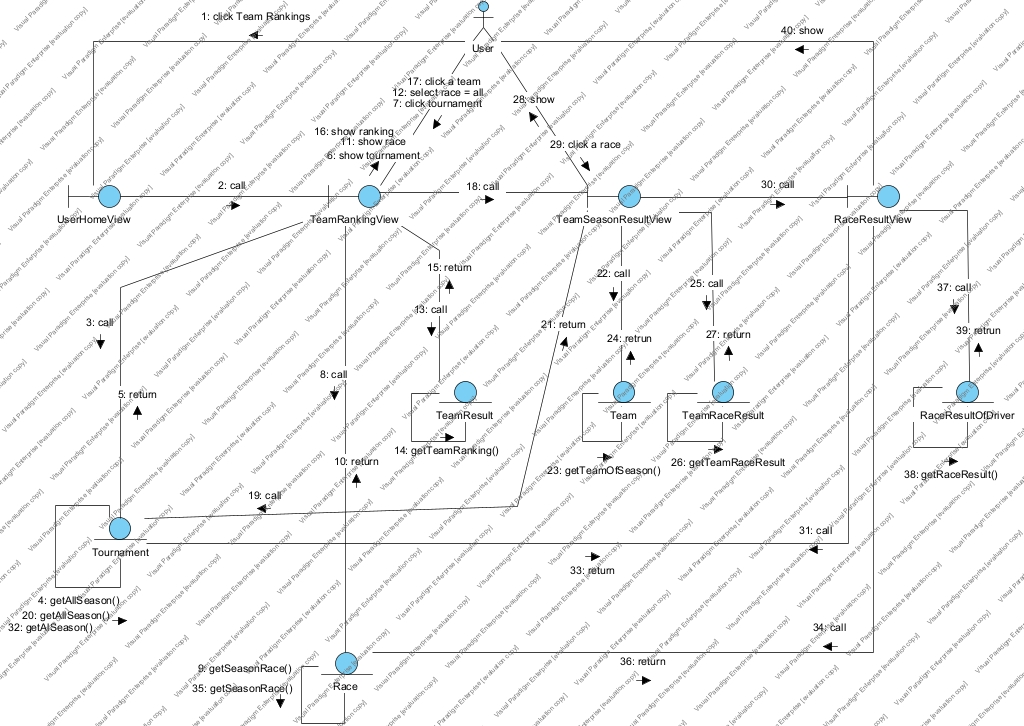 1: click Team Rankings
40: show
User
17: click a team
12: select race = all
7: click tournament
28: show
16: show ranking
11: show race
6: show tournament
29: click a race
2: call
18: call
30: call
UserHomeView
TeamRankingView
TeamSeasonResultView
RaceResultView
15: return
22: call
25: call
37: call
3: call
13: call
21: return
24: retrun
27: return
39: retrun
8: call
5: return
TeamResult
Team
TeamRaceResult
RaceResultOfDriver
14: getTeamRanking()
10: return
23: getTeamOfSeason()
26: getTeamRaceResult
38: getRaceResult()
19: call
31: call
Tournament
33: return
4: getAllSeason()
20: getAllSeason()
32: getAlSeason()
34: call
36: return
9: getSeasonRace()
35: getSeasonRace()
Race
Visual Paradigm Enterprise [evaluation copy]